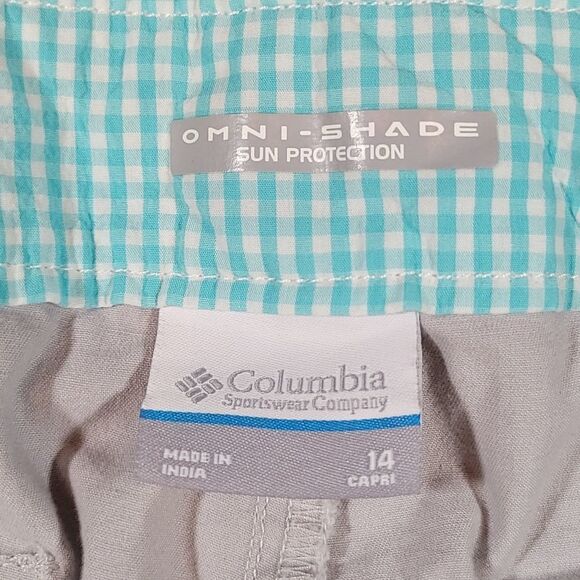 OMNI-SHADE
SUN PROTECTION
Columbia
Sportswear Company
MADE IN
INDIA
14
CAPRI